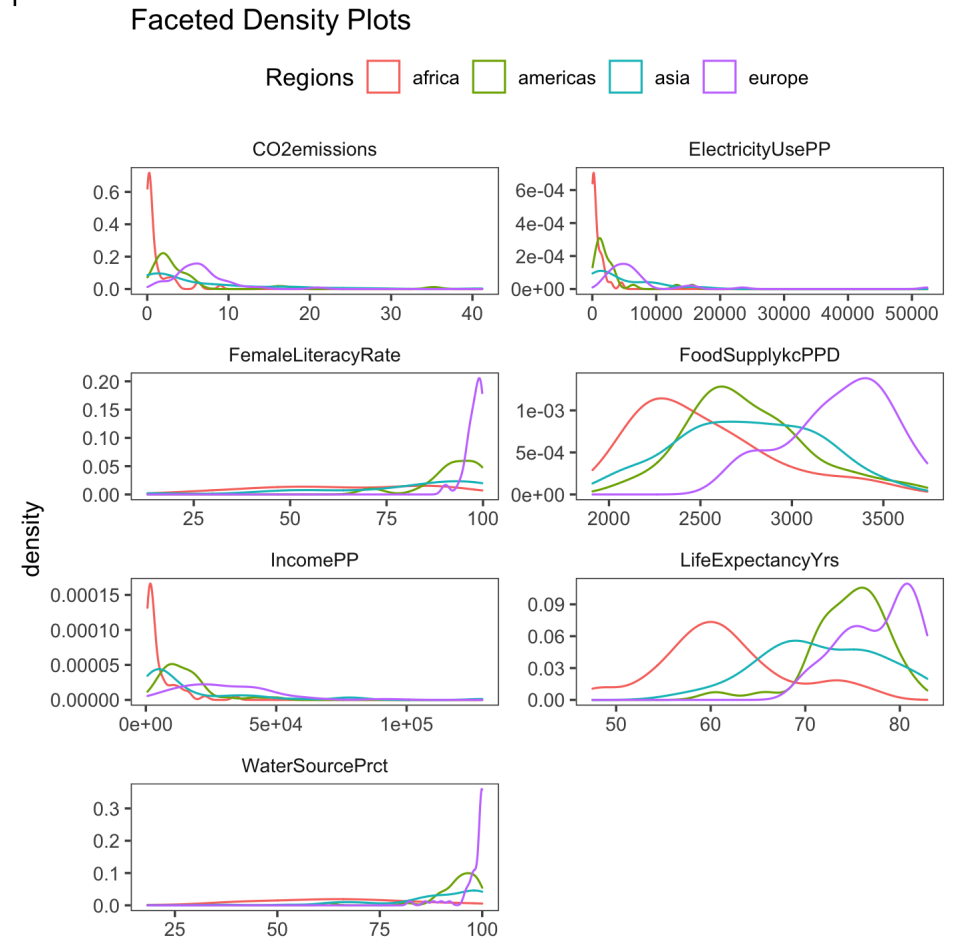 Faceted Density Plots
Regions africa americas asia europe
CO2emissions ElectricityUsePP
0.6
0.4
0.2
0.0
0 10 20 30 40
6e-04
4e-04
2e-04
0e+00
0 10000 20000 30000 40000 50000
FemaleLiteracyRate FoodSupplykcPPD
0.20
0.15
0.10
0.05
0.00
25 50 75 100
1e-03
5e-04
0e+00
2000 2500 3000 3500
density
IncomePP LifeExpectancyYrs
0.00015
0.00010
0.00005
0.00000
0e+00 5e+04 1e+05
0.09
0.06
0.03
0.00
50 60 70 80
WaterSourcePrct
0.3
0.2
0.1
0.0
25 50 75 100